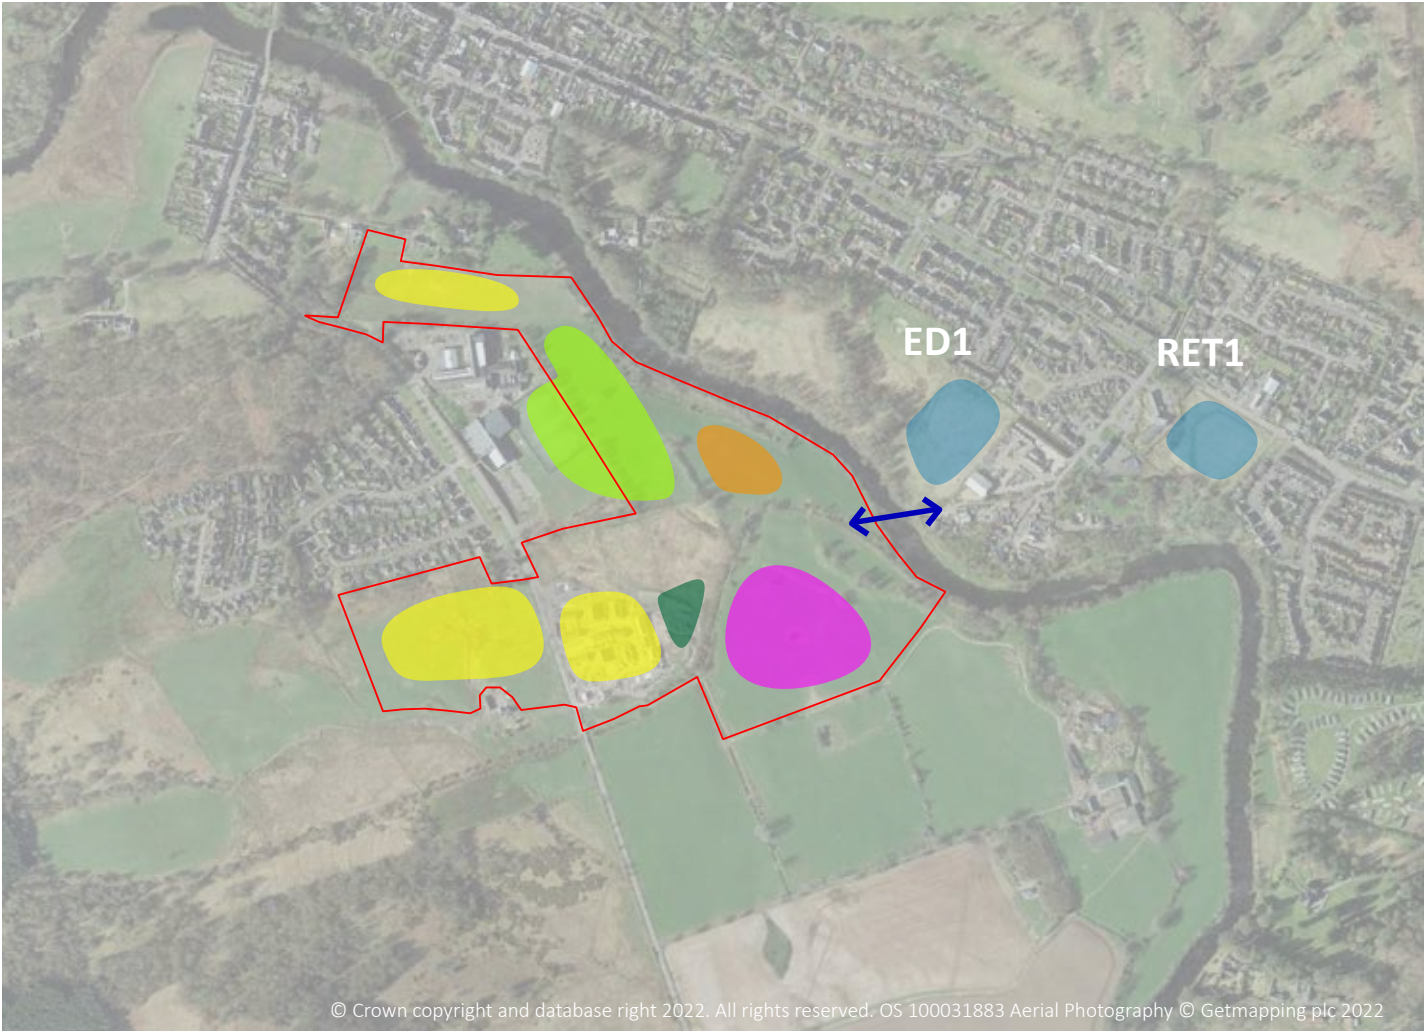 ED1
RET1
© Crown copyright and database right 2022. All rights reserved. OS 100031883 Aerial Photography © Getmapping plc 2022